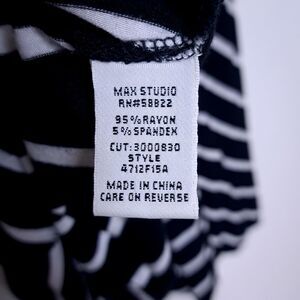 MAX STUDIO
RN#58822
95% RAYON
5% SPANDEX
CUT: 3000830
STYLE
4712F15A
MADE IN CHINA
CARE ON REVERSE